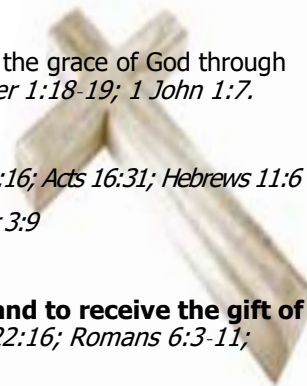 the grace of God through
er 1:18-19; 1 John 1:7.
:16; Acts 16:31; Hebrews 11:6
3:9
and to receive the gift of
22:16; Romans 6:3-11;